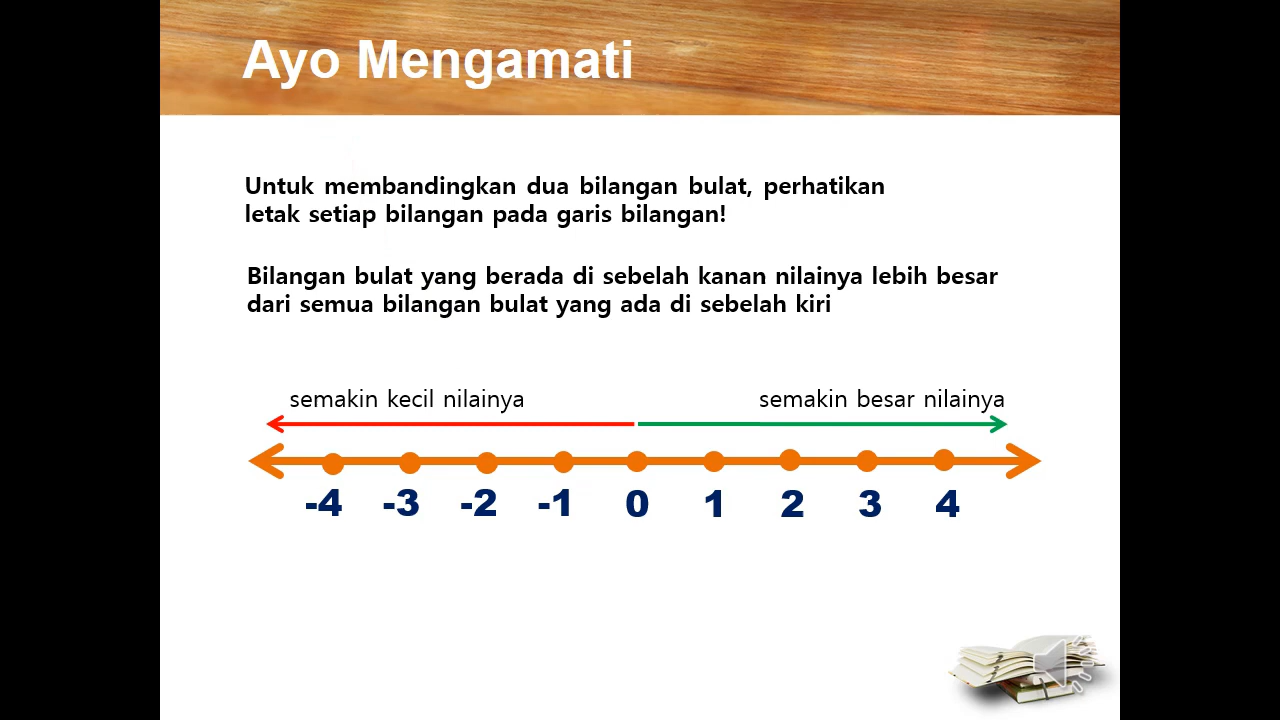 Ayo Mengamati
Untuk membandingkan dua bilangan bulat, perhatikan
letak setiap bilangan pada garis bilangan!
Bilangan bulat yang berada di sebelah kanan nilainya lebih besar
dari semua bilangan bulat yang ada di sebelah kiri
semakin kecil nilainya semakin besar nilainya
-4 -3 -2 -1 0 1 2 3 4